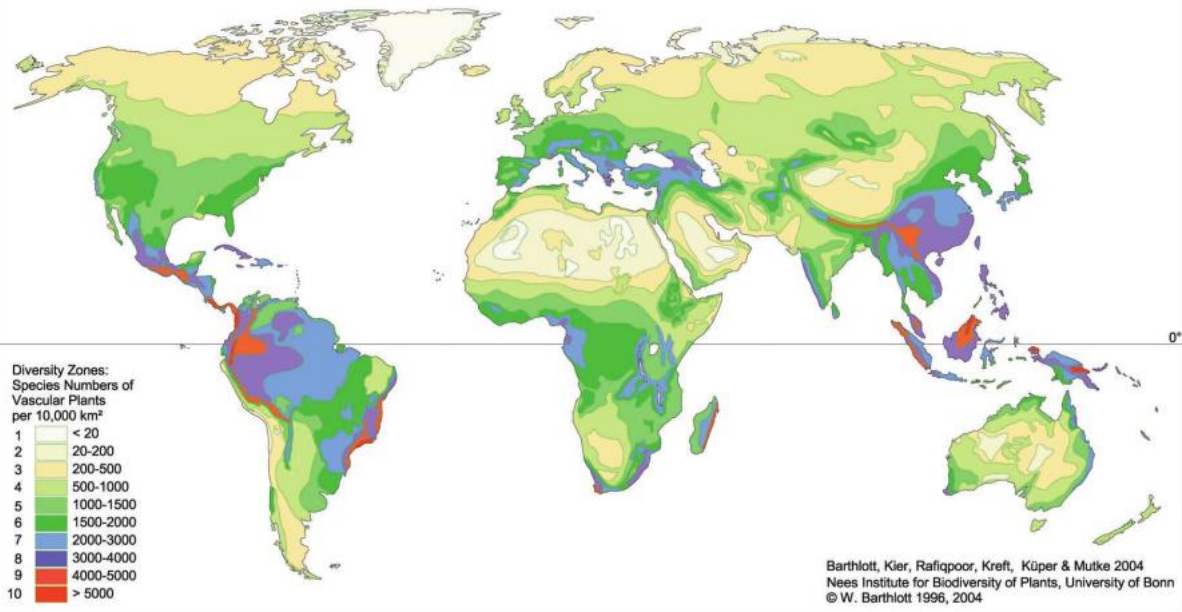 0°
Diversity Zones:
Species Numbers of
Vascular Plants
per 10,000 km²
1 < 20
2 20-200
3 200-500
4 500-1000
5 1000-1500
6 1500-2000
7 2000-3000
8 3000-4000
9 4000-5000
10 > 5000
Barthlott, Kier, Rafiqpoor, Kreft, Küper & Mutke 2004
Nees Institute for Biodiversity of Plants, University of Bonn
© W. Barthlott 1996, 2004